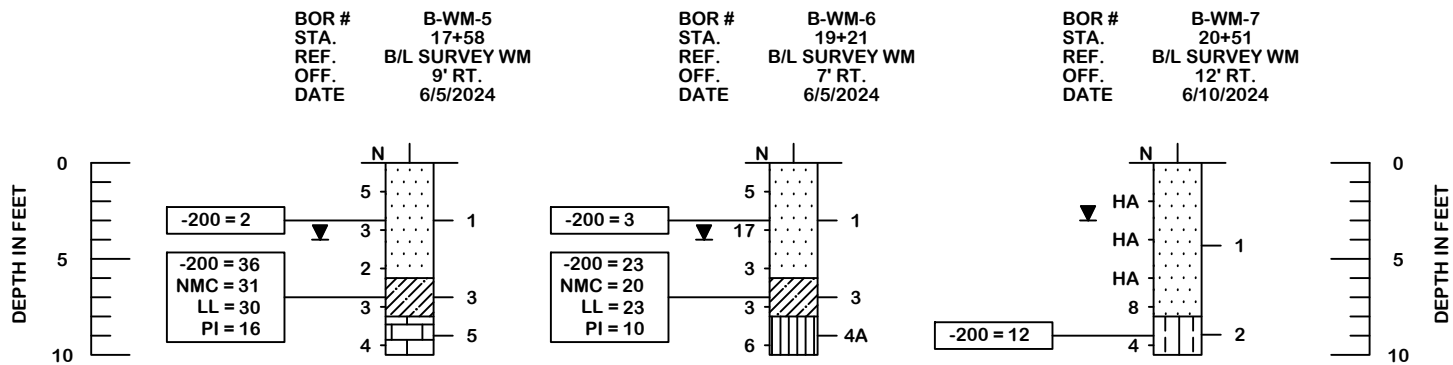 BOR # B-WM-5
STA. 17+58
REF. B/L SURVEY WM
OFF. 9' RT.
DATE 6/5/2024
BOR # B-WM-6
STA. 19+21
REF. B/L SURVEY WM
OFF. 7' RT.
DATE 6/5/2024
BOR # B-WM-7
STA. 20+51
REF. B/L SURVEY WM
OFF. 12' RT.
DATE 6/10/2024
DEPTH IN FEET
0
5
10
N
5
3
2
3
4
-200 = 2
-200 = 36
NMC = 31
LL = 30
PI = 16
1
3
5
N
5
17
3
3
6
-200 = 3
-200 = 23
NMC = 20
LL = 23
PI = 10
1
3
4A
N
HA
HA
HA
8
4
-200 = 12
1
2
0
5
10
DEPTH IN FEET